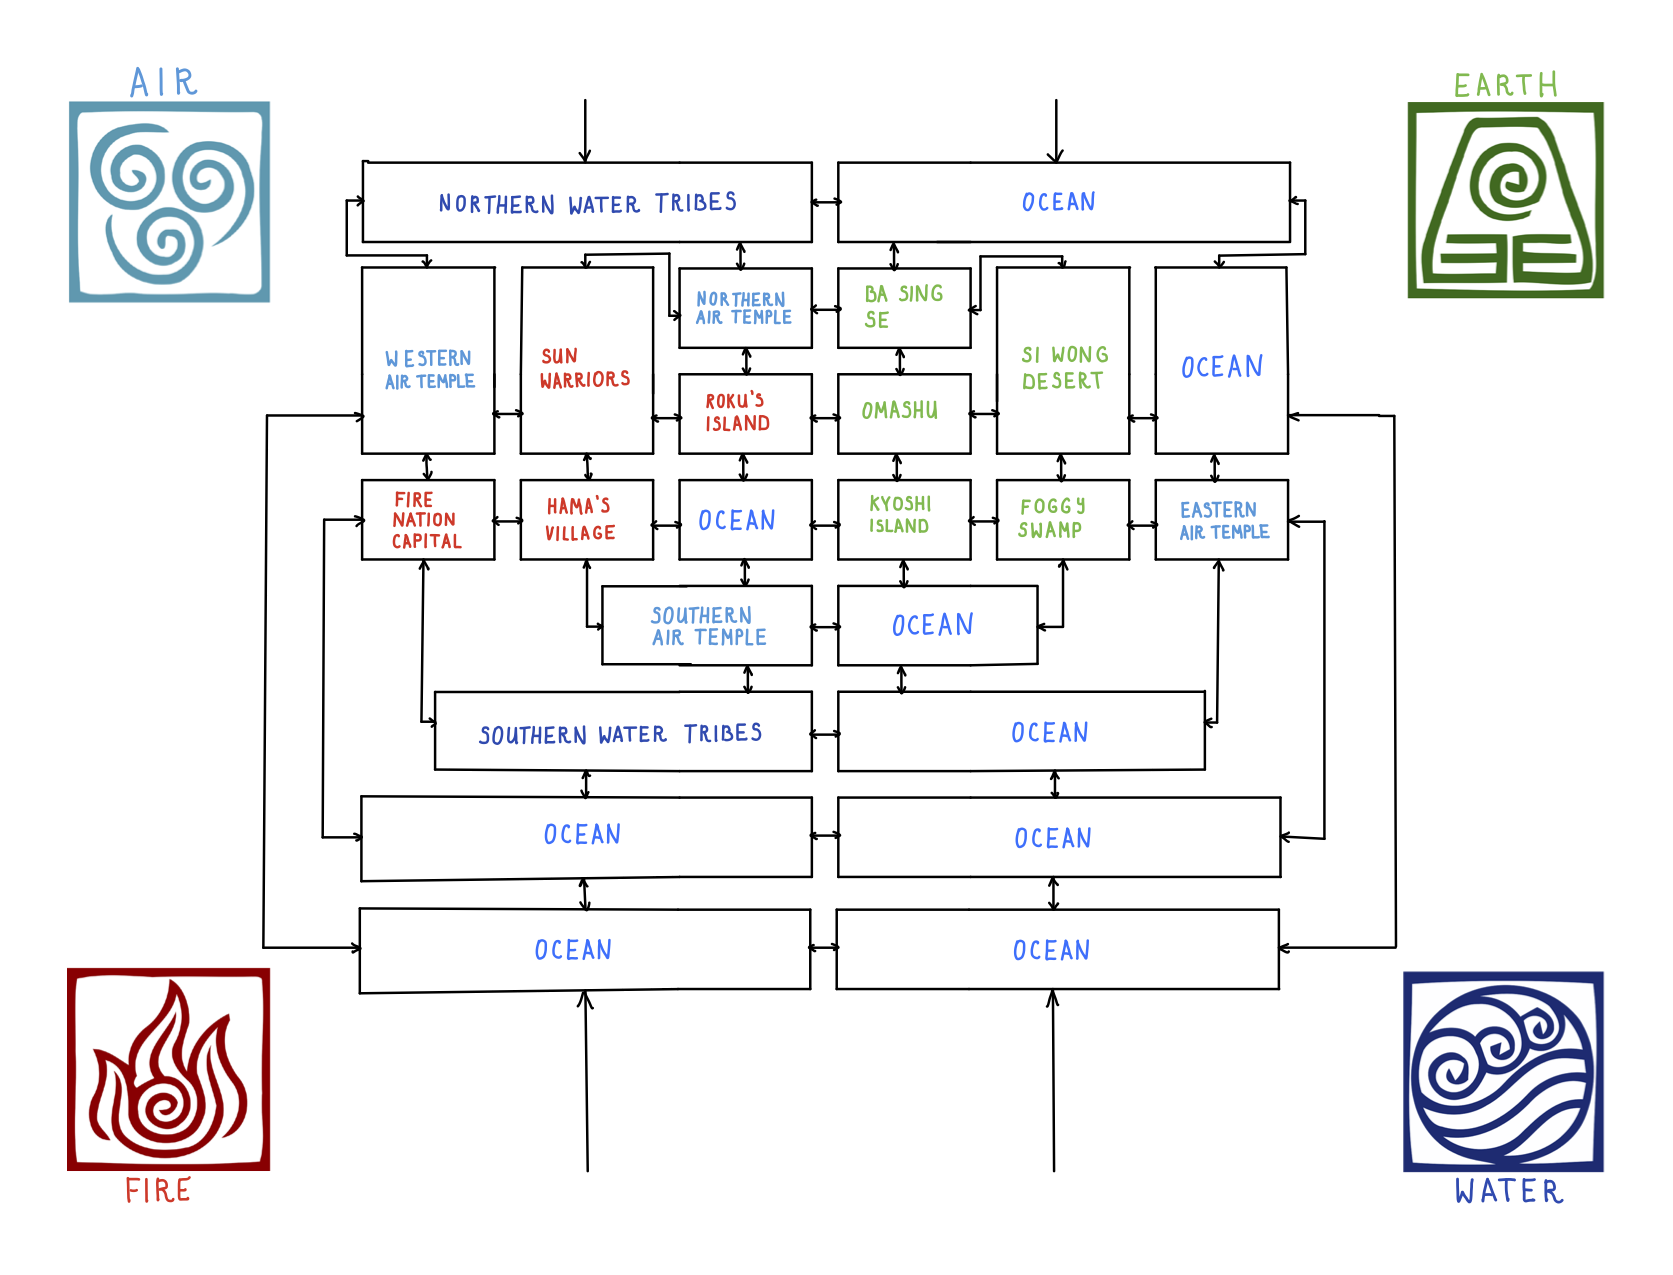 AIR
EARTH
NORTHERN WATER TRIBES
OCEAN
NORTHERN
AIR TEMPLE
BA SING
SE
WESTERN
AIR TEMPLE
SUN
WARRIORS
ROKU'S
ISLAND
OMASHU
SI WONG
DESERT
OCEAN
FIRE
NATION
CAPITAL
HAMA'S
VILLAGE
OCEAN
KYOSHI
ISLAND
FOGGY
SWAMP
EASTERN
AIR TEMPLE
SOUTHERN
AIR TEMPLE
OCEAN
SOUTHERN WATER TRIBES
OCEAN
OCEAN
OCEAN
OCEAN
OCEAN
FIRE
WATER